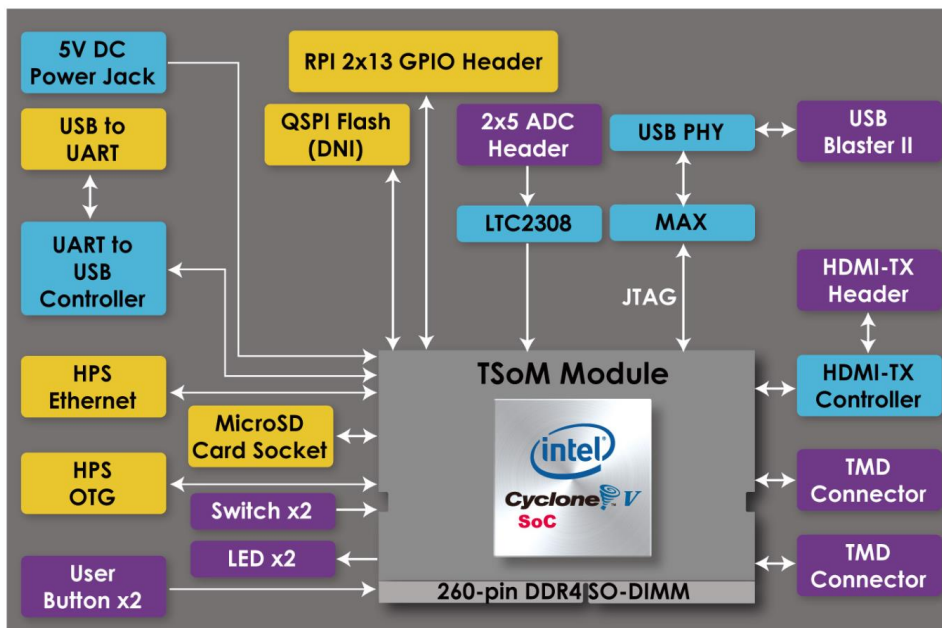 5V DC
Power Jack
RPI 2x13 GPIO Header
USB to
UART
QSPI Flash
(DNI)
2x5 ADC
Header
USB PHY
USB
Blaster II
UART to
USB
Controller
LTC2308
MAX
JTAG
HDMI-TX
Header
HPS
Ethernet
TSoM Module
HDMI-TX
Controller
MicroSD
Card Socket
intel
Cyclone V
SoC
HPS
OTG
TMD
Connector
Switch x2
LED x2
TMD
Connector
User
Button x2
260-pin DDR4 SO-DIMM